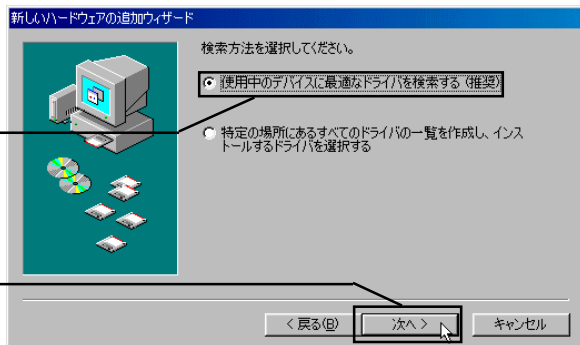 新しいハードウェアの追加ウィザード
検索方法を選択してください。
使用中のデバイスに最適なドライバを検索する (推奨)
特定の場所にあるすべてのドライバの一覧を作成し、インス
トールするドライバを選択する
< 戻る(B)
次へ >
キャンセル